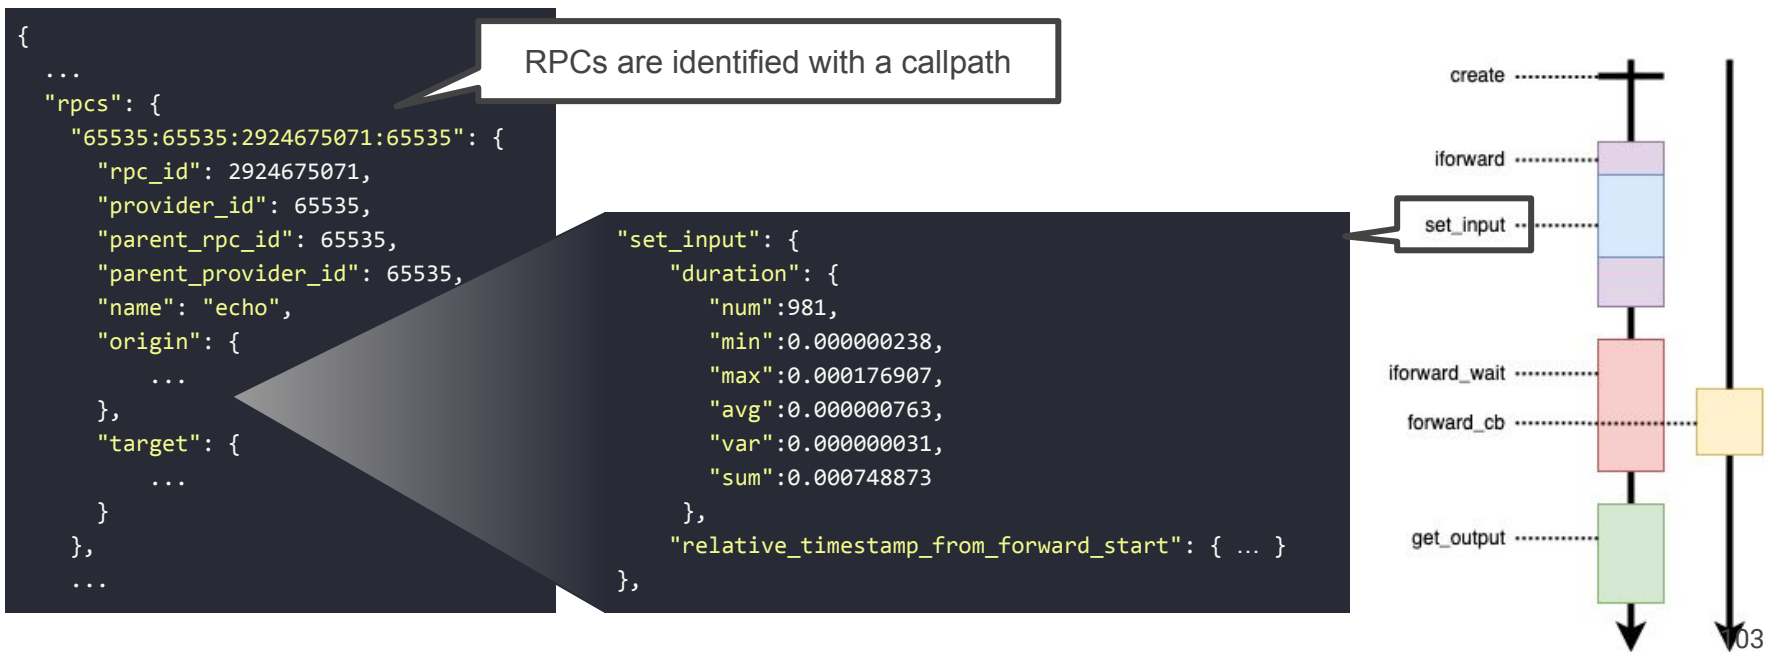 {
...
"rpcs": {
"65535:65535:2924675071:65535": {
"rpc_id": 2924675071,
"provider_id": 65535,
"parent_rpc_id": 65535,
"parent_provider_id": 65535,
"name": "echo",
"origin": {
...
},
"target": {
...
}
},
...
RPCs are identified with a callpath
"set_input": {
"duration": {
"num":981,
"min":0.000000238,
"max":0.000176907,
"avg":0.000000763,
"var":0.000000031,
"sum":0.000748873
},
"relative_timestamp_from_forward_start": { … }
},
create
iforward
set_input
iforward_wait
forward_cb
get_output
103